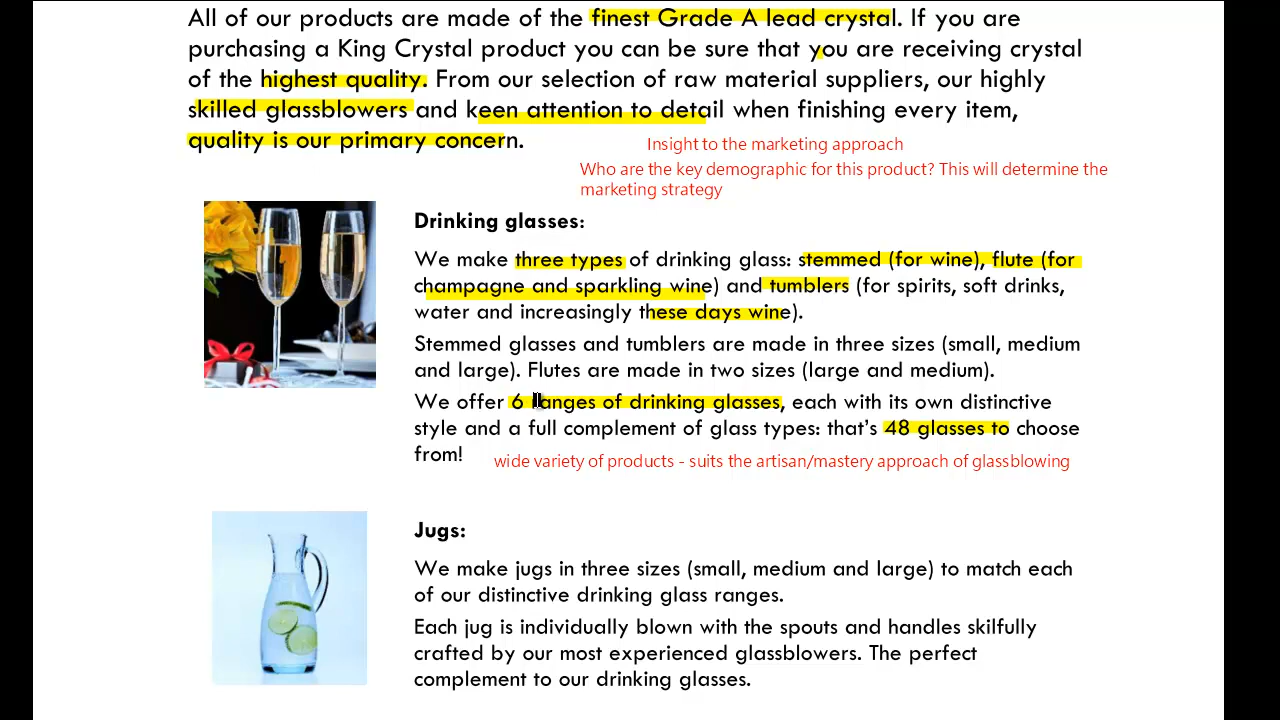 All of our products are made of the finest Grade A lead crystal. If you are
purchasing a King Crystal product you can be sure that you are receiving crystal
of the highest quality. From our selection of raw material suppliers, our highly
skilled glassblowers and keen attention to detail when finishing every item,
quality is our primary concern.
Insight to the marketing approach
Who are the key demographic for this product? This will determine the
marketing strategy
Drinking glasses:
We make three types of drinking glass: stemmed (for wine), flute (for
champagne and sparkling wine) and tumblers (for spirits, soft drinks,
water and increasingly these days wine).
Stemmed glasses and tumblers are made in three sizes (small, medium
and large). Flutes are made in two sizes (large and medium).
We offer 6 ranges of drinking glasses, each with its own distinctive
style and a full complement of glass types: that's 48 glasses to choose
from!
wide variety of products - suits the artisan/mastery approach of glassblowing
Jugs:
We make jugs in three sizes (small, medium and large) to match each
of our distinctive drinking glass ranges.
Each jug is individually blown with the spouts and handles skilfully
crafted by our most experienced glassblowers. The perfect
complement to our drinking glasses.